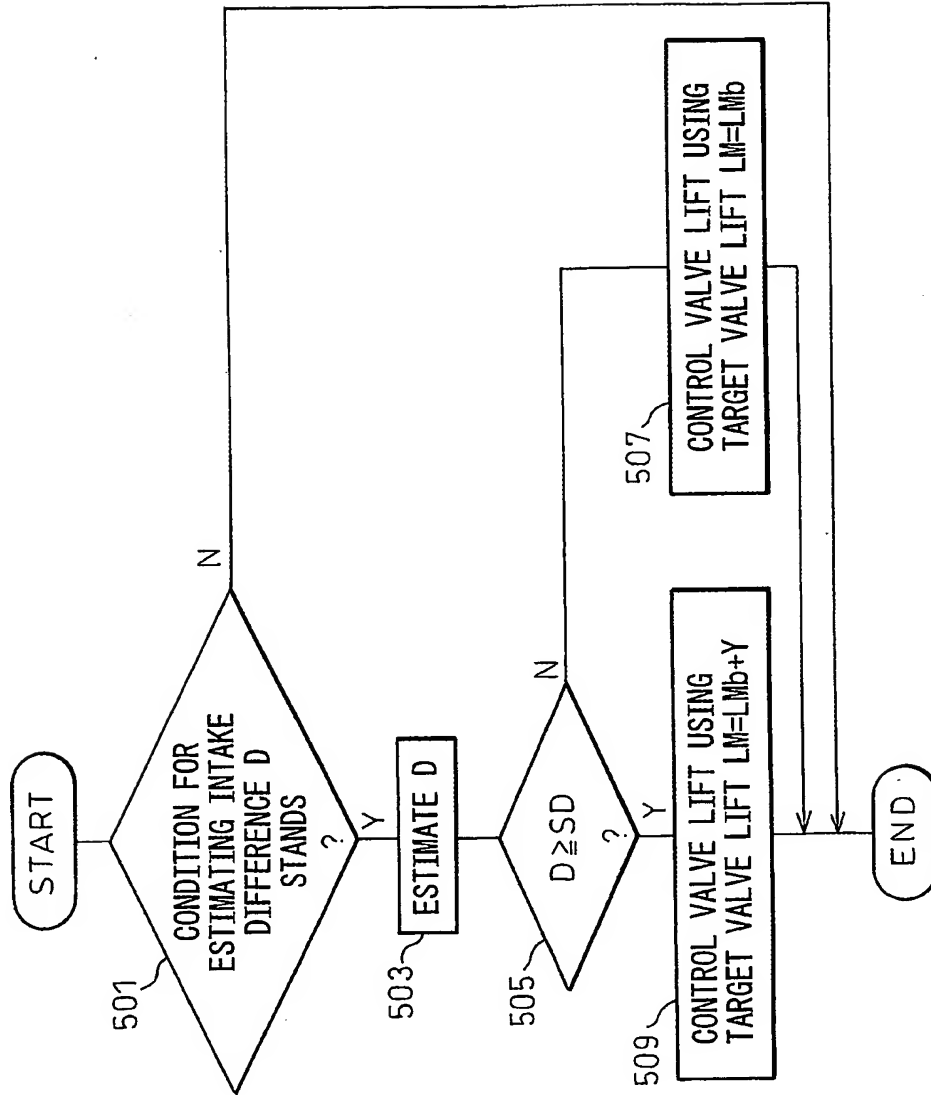 START
CONDITION FOR
ESTIMATING INTAKE
DIFFERENCE D
STANDS
?
501
N
Y
ESTIMATE D
503
D≧SD
?
505
N
Y
CONTROL VALVE LIFT USING
TARGET VALVE LIFT LM=LMb
507
CONTROL VALVE LIFT USING
TARGET VALVE LIFT LM=LMb+Y
509
END